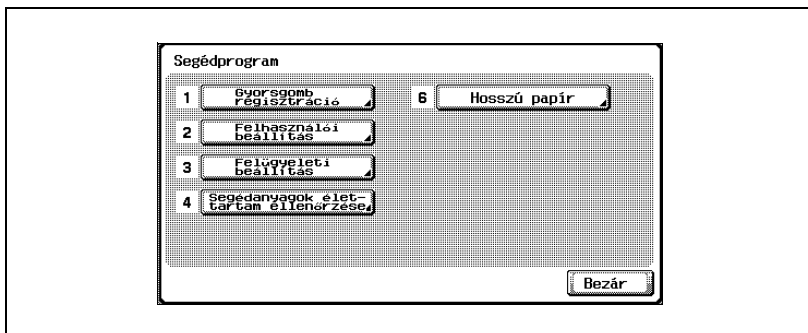 Segédprogram
1 Gyorsgomb
regisztráció
2 Felhasználói
beállítás
3 Felügyeleti
beállítás
4 Segédanyagok élet-
tartam ellenőrzése
6 Hosszú papír
Bezár